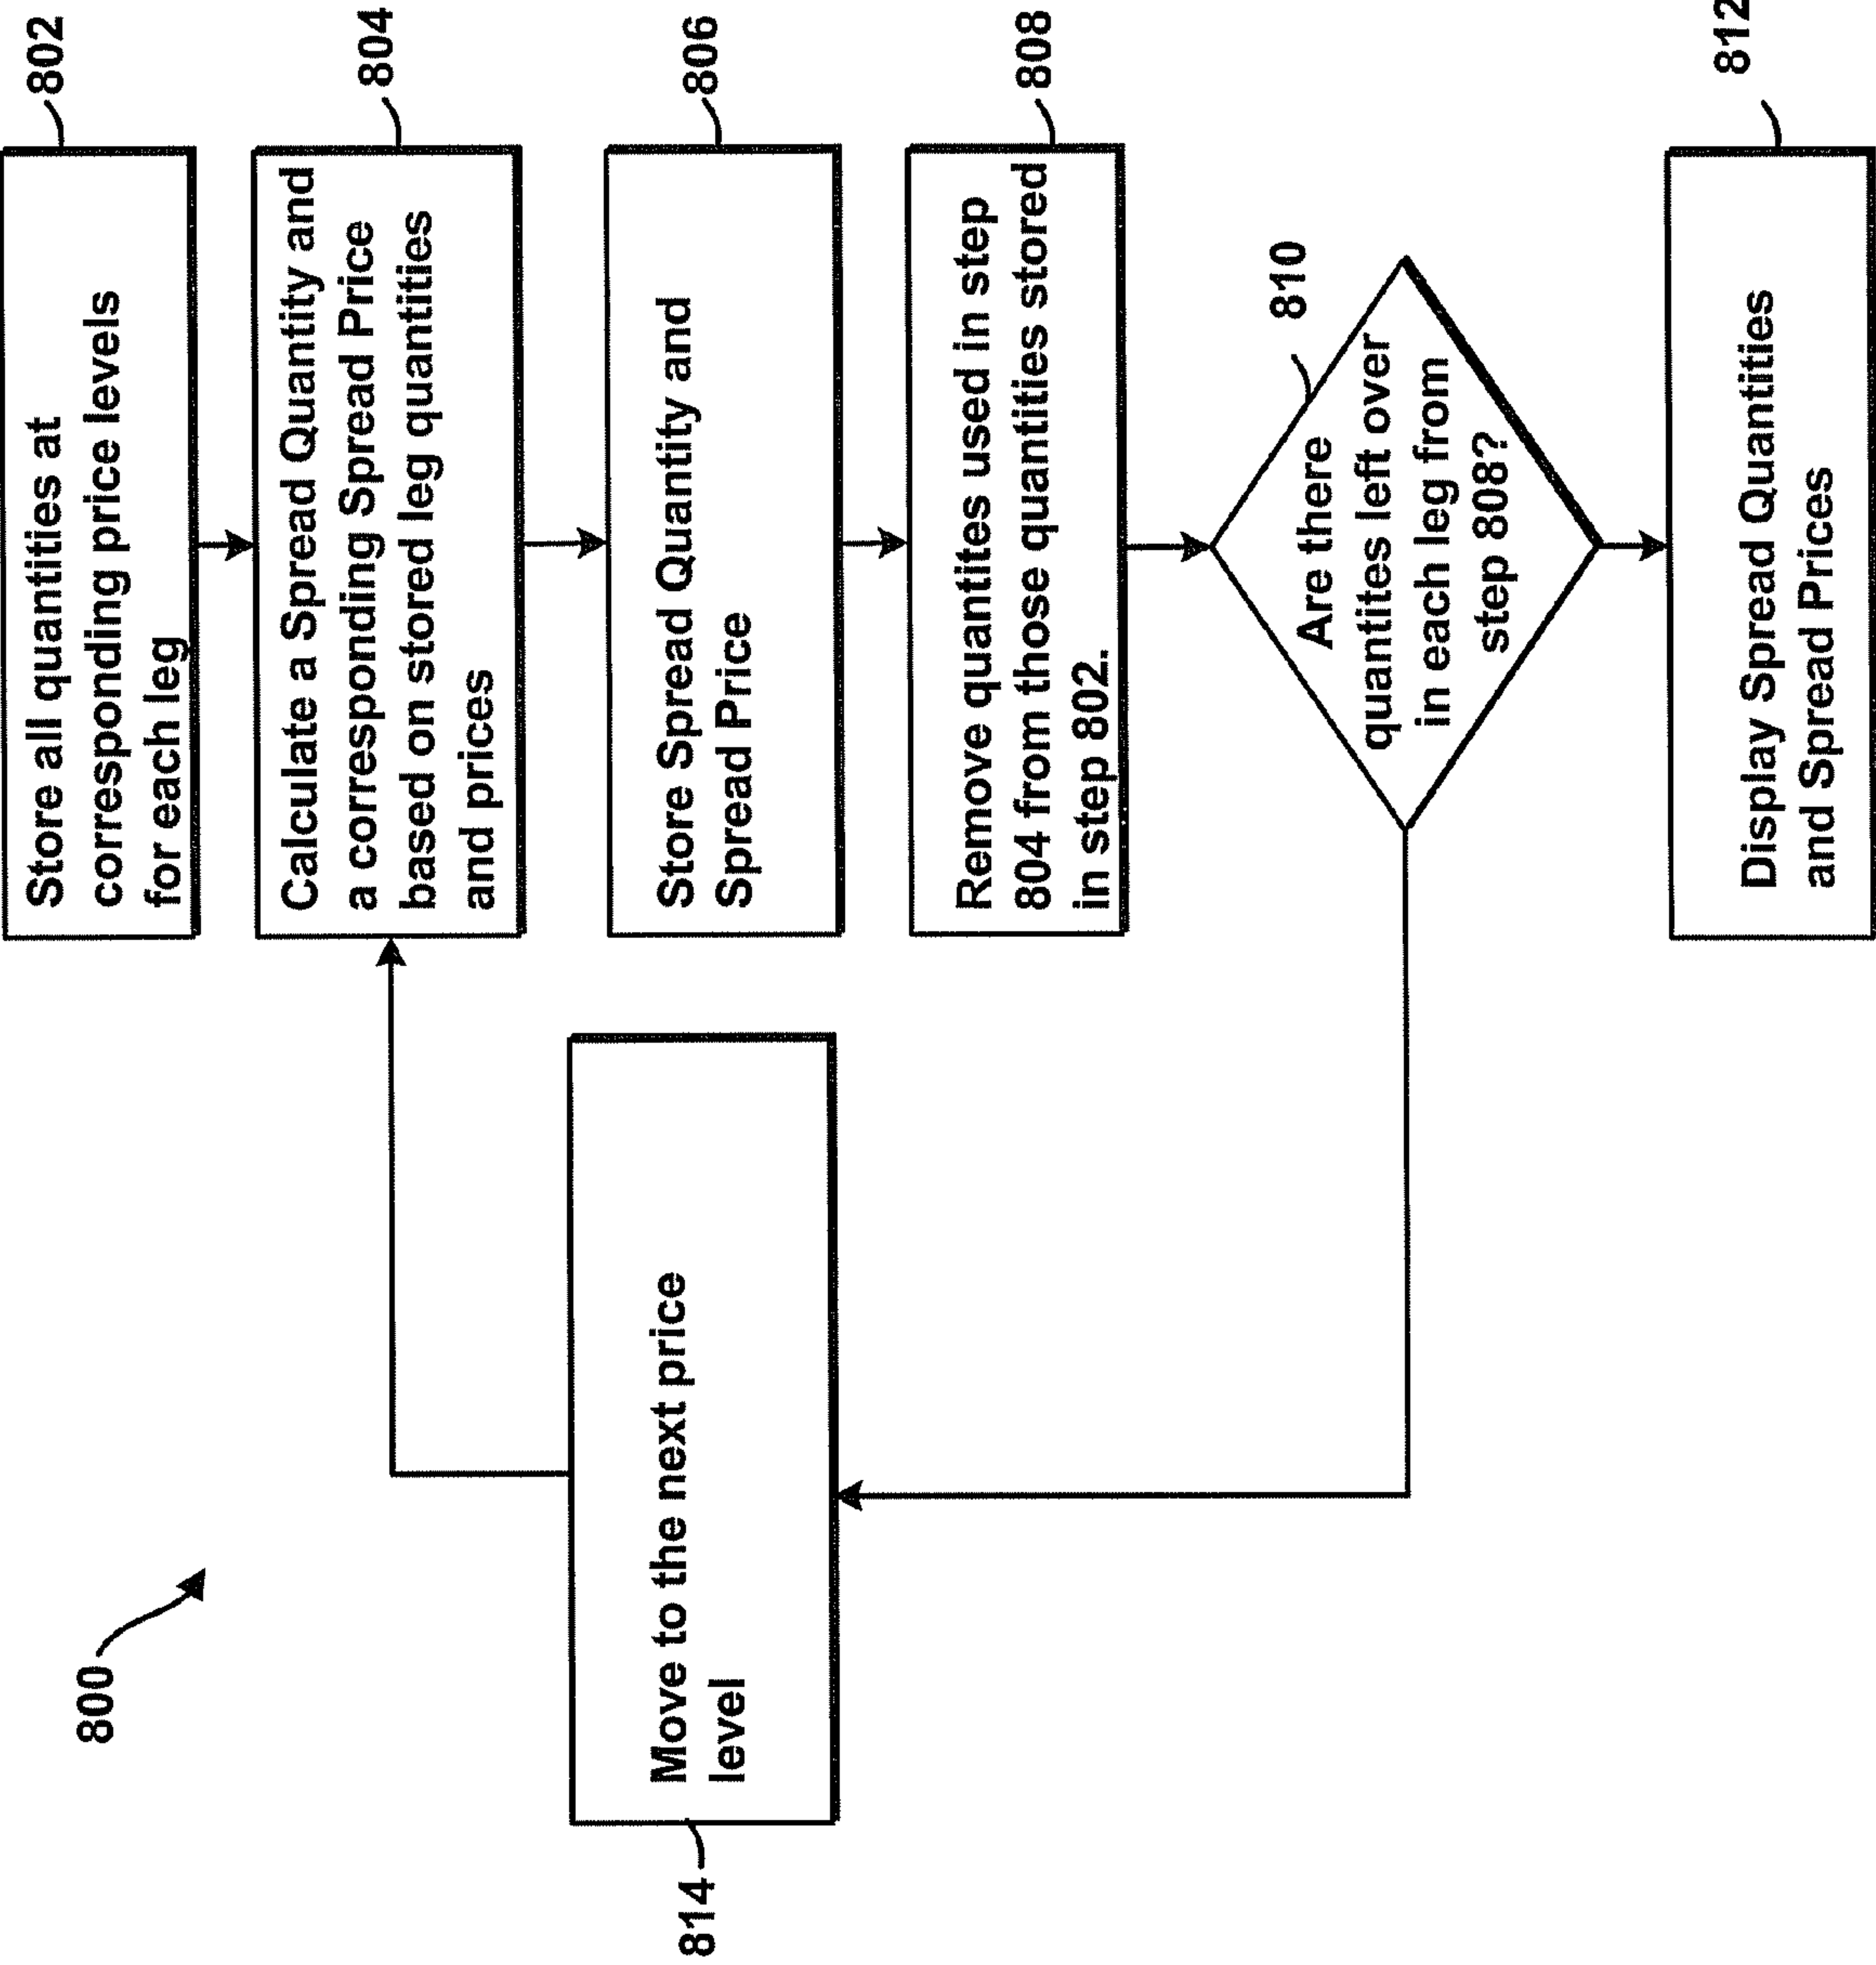 800
802
Store all quantities at
corresponding price levels
for each leg
804
Calculate a Spread Quantity and
a corresponding Spread Price
based on stored leg quantities
and prices
806
Store Spread Quantity and
Spread Price
808
Remove quantites used in step
804 from those quantities stored
in step 802.
810
Are there
quantites left over
in each leg from
step 808?
812
Display Spread Quantities
and Spread Prices
814
Move to the next price
level